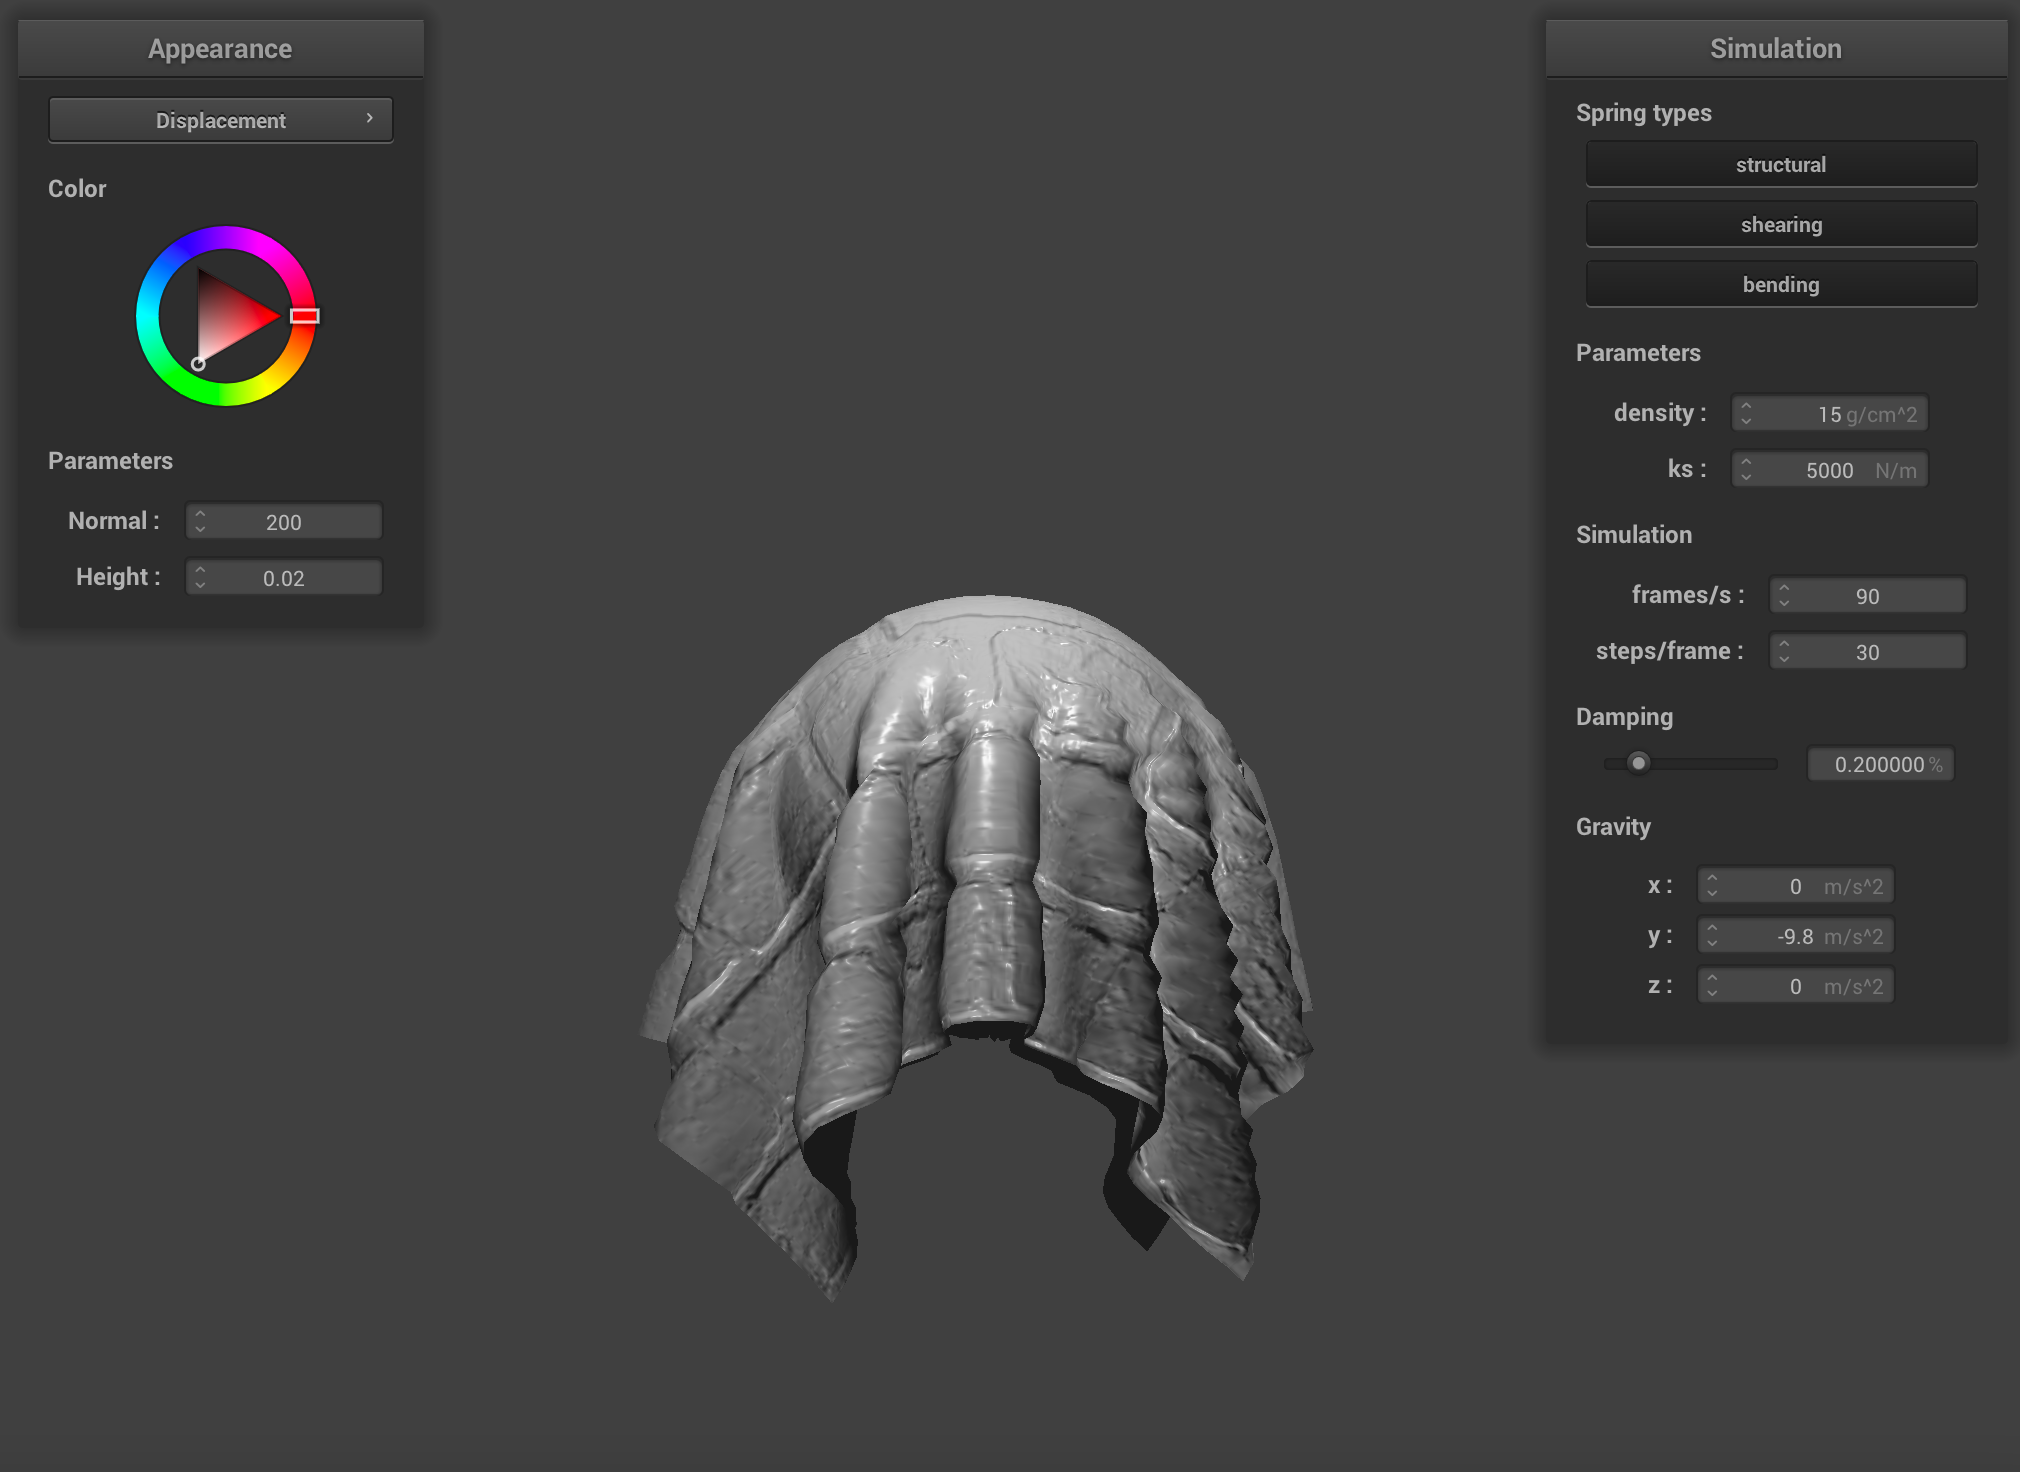 Appearance
Displacement
Color
Parameters
Normal : 200
Height : 0.02
Simulation
Spring types
structural
shearing
bending
Parameters
density : 15 g/cm^2
ks : 5000 N/m
Simulation
frames/s : 90
steps/frame : 30
Damping
0.200000 %
Gravity
x : 0 m/s^2
y : -9.8 m/s^2
z : 0 m/s^2